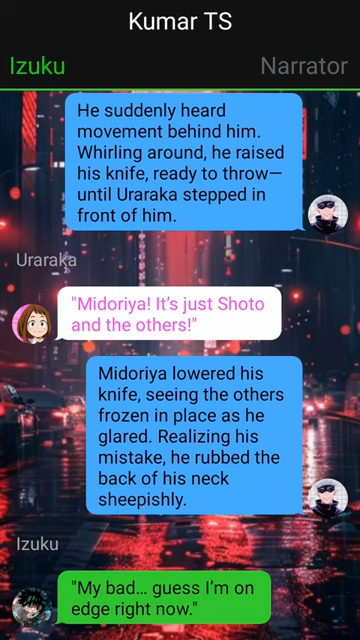 Kumar TS
Izuku
Narrator
He suddenly heard
movement behind him.
Whirling around, he raised
his knife, ready to throw—
until Uraraka stepped in
front of him.
Uraraka
"Midoriya! It’s just Shoto
and the others!"
Midoriya lowered his
knife, seeing the others
frozen in place as he
glared. Realizing his
mistake, he rubbed the
back of his neck
sheepishly.
Izuku
"My bad… guess I’m on
edge right now."